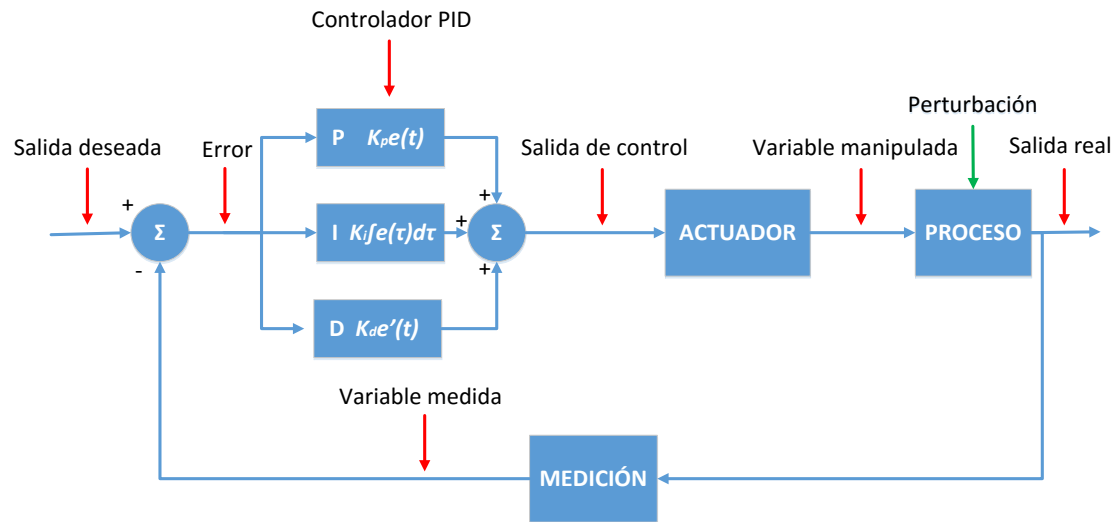 Controlador PID
Perturbación
Salida deseada
Error
P Kₚe(t)
Salida de control
Variable manipulada
Salida real
+
+
Σ
I Kᵢ∫e(τ)dτ
+
Σ
ACTUADOR
PROCESO
-
+
D K_d e’(t)
Variable medida
MEDICIÓN